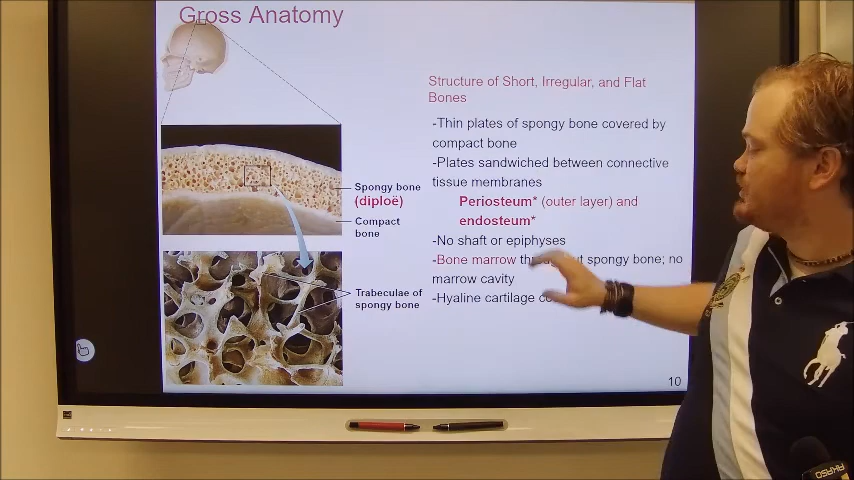 Gross Anatomy
Structure of Short, Irregular, and Flat
Bones
-Thin plates of spongy bone covered by
compact bone
-Plates sandwiched between connective
tissue membranes
Periosteum* (outer layer) and
endosteum*
-No shaft or epiphyses
-Bone marrow throughout spongy bone; no
marrow cavity
-Hyaline cartilage
Spongy bone
(diploë)
Compact
bone
Trabeculae of
spongy bone
10